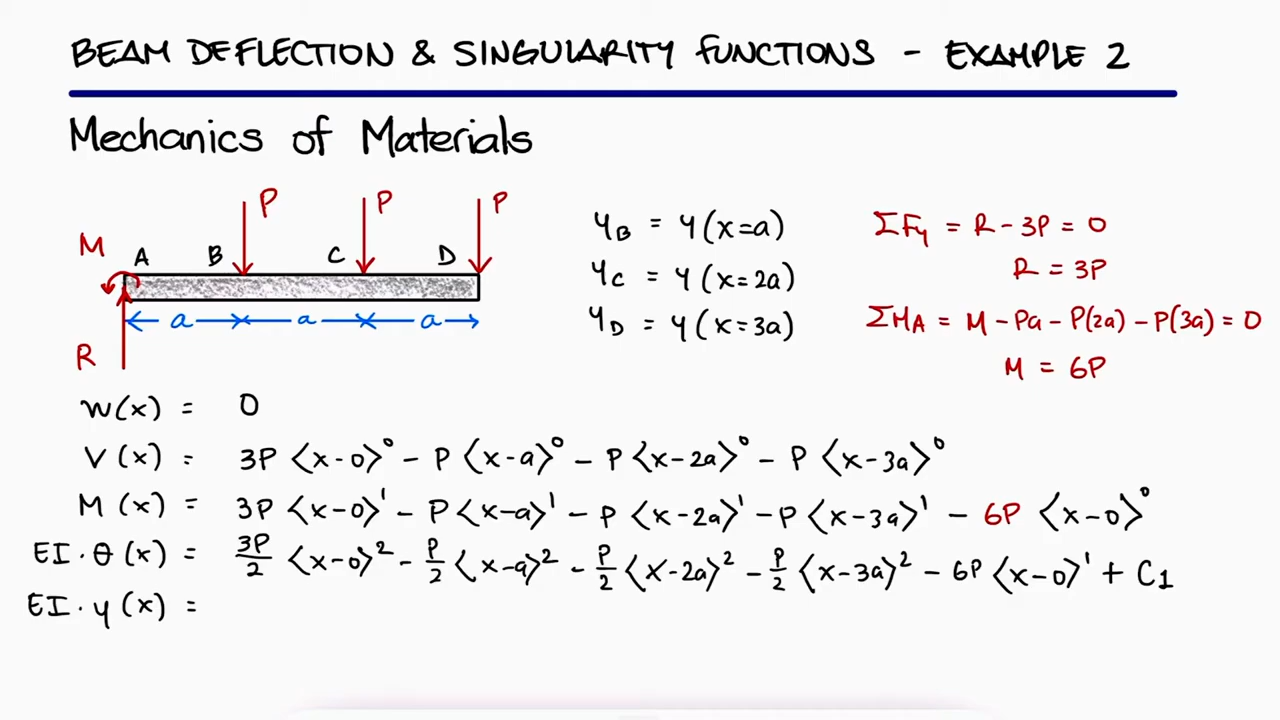 BEAM DEFLECTION & SINGULARITY FUNCTIONS - EXAMPLE 2
Mechanics of Materials
P P P
M A B C D
a a a
R
y_B = y(x=a)
y_C = y(x=2a)
y_D = y(x=3a)
ΣFy = R - 3P = 0
R = 3P
ΣM_A = M - Pa - P(2a) - P(3a) = 0
M = 6P
w(x) = 0
V(x) = 3P ⟨x-0⟩⁰ - P ⟨x-a⟩⁰ - P ⟨x-2a⟩⁰ - P ⟨x-3a⟩⁰
M(x) = 3P ⟨x-0⟩¹ - P⟨x-a⟩¹ - P ⟨x-2a⟩¹ - P ⟨x-3a⟩¹ - 6P ⟨x-0⟩⁰
EI·θ(x) = 3P/2 ⟨x-0⟩² - P/2 ⟨x-a⟩² - P/2 ⟨x-2a⟩² - P/2 ⟨x-3a⟩² - 6P ⟨x-0⟩¹ + C1
EI·y(x) =